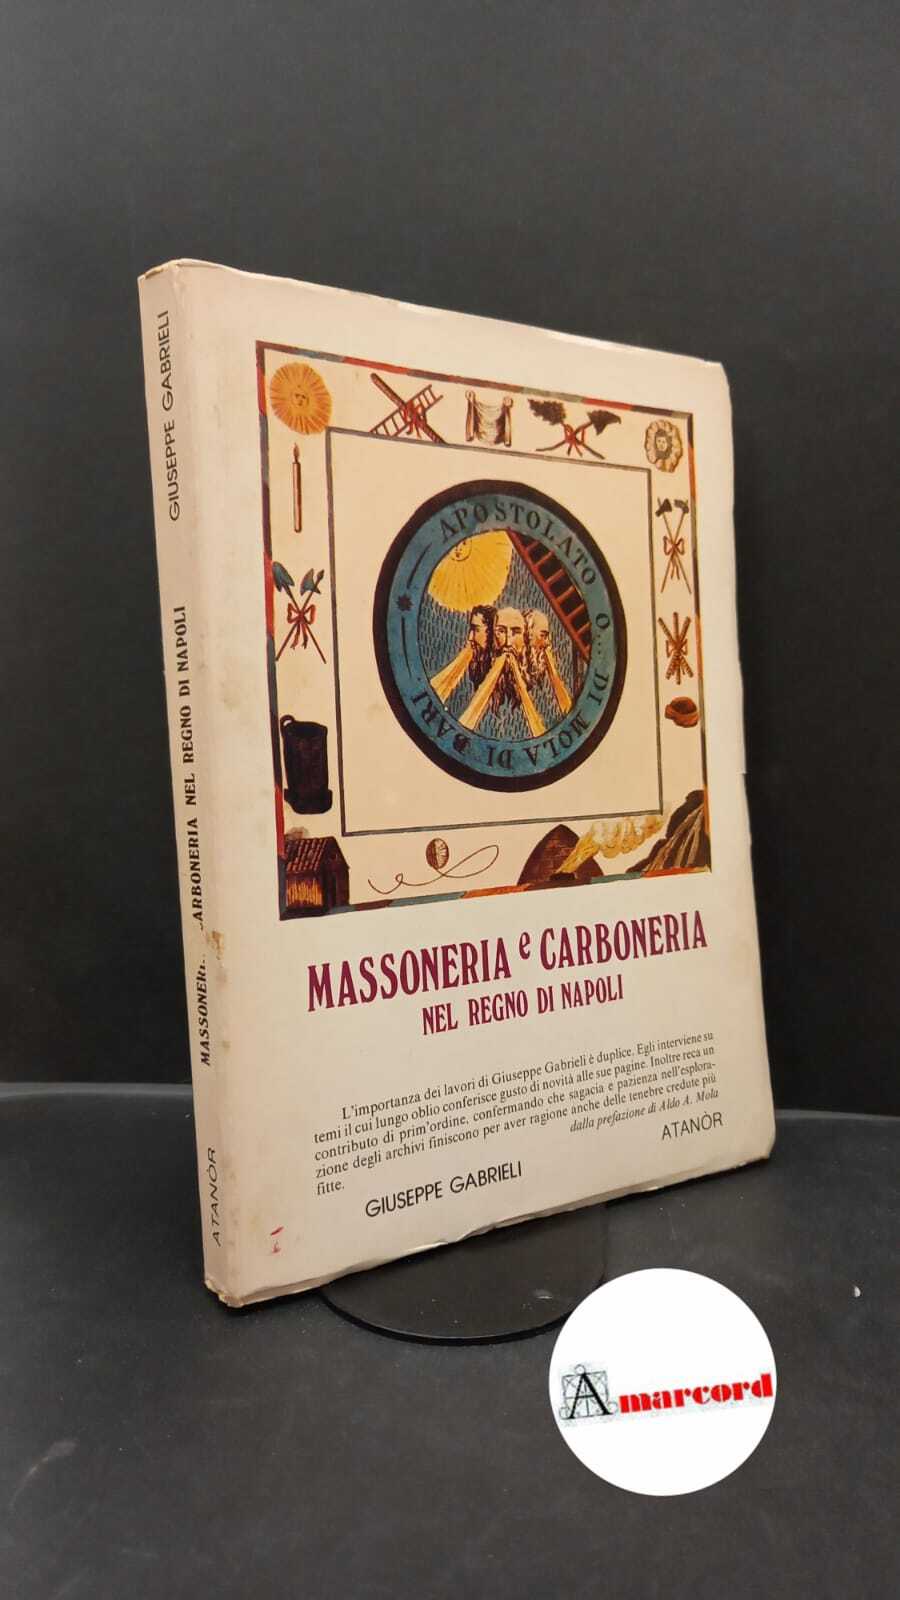 GIUSEPPE GABRIELI
NEL REGNO DI NAPOLI
ATANÒR
APOSTOLATO O.... DI MOLA DI BARI
MASSONERIA e CARBONERIA
NEL REGNO DI NAPOLI
L'importanza dei lavori di Giuseppe Gabrieli è duplice. Egli interviene su
temi il cui lungo oblio conferisce gusto di novità alle sue pagine. Inoltre reca un
contributo di prim'ordine, confermando che sagacia e pazienza nell'esplora-
zione degli archivi finiscono per aver ragione anche delle tenebre credute più
fitte.
dalla prefazione di Aldo A. Mola
GIUSEPPE GABRIELI
ATANÒR
Amarcord